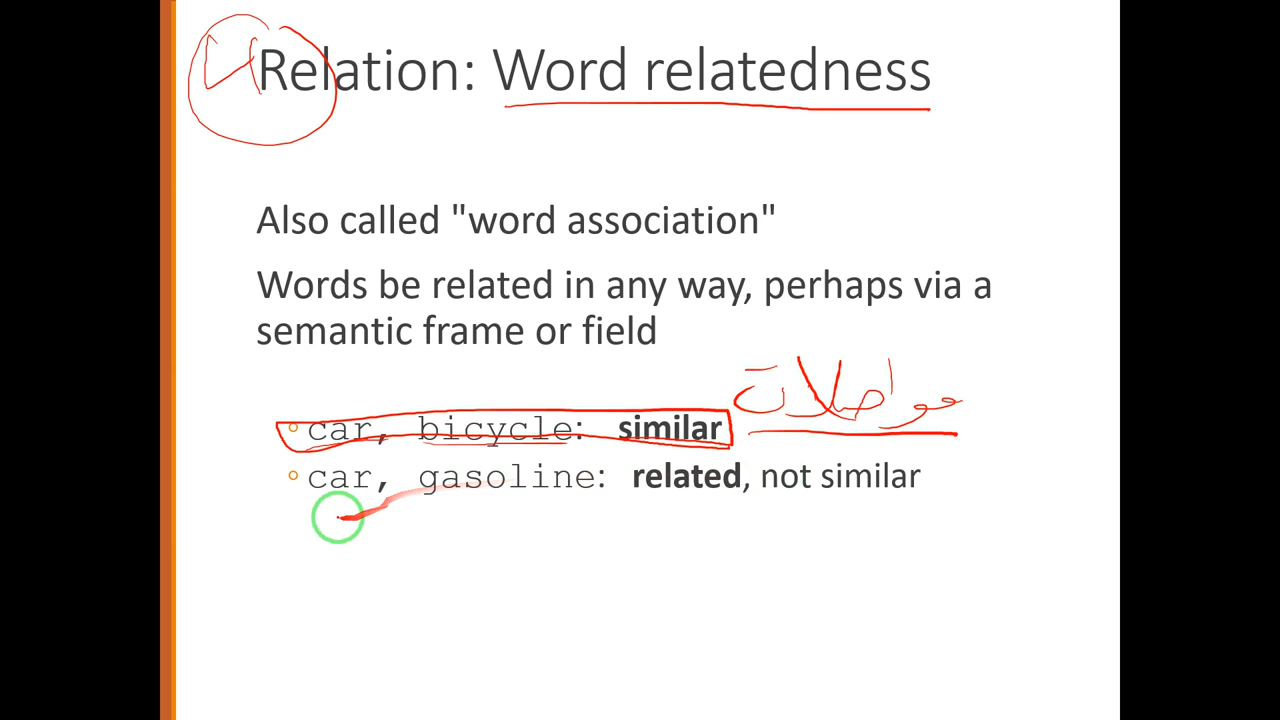 Relation: Word relatedness
Also called "word association"
Words be related in any way, perhaps via a
semantic frame or field
مواصلات
◦ car, bicycle: similar
◦ car, gasoline: related, not similar